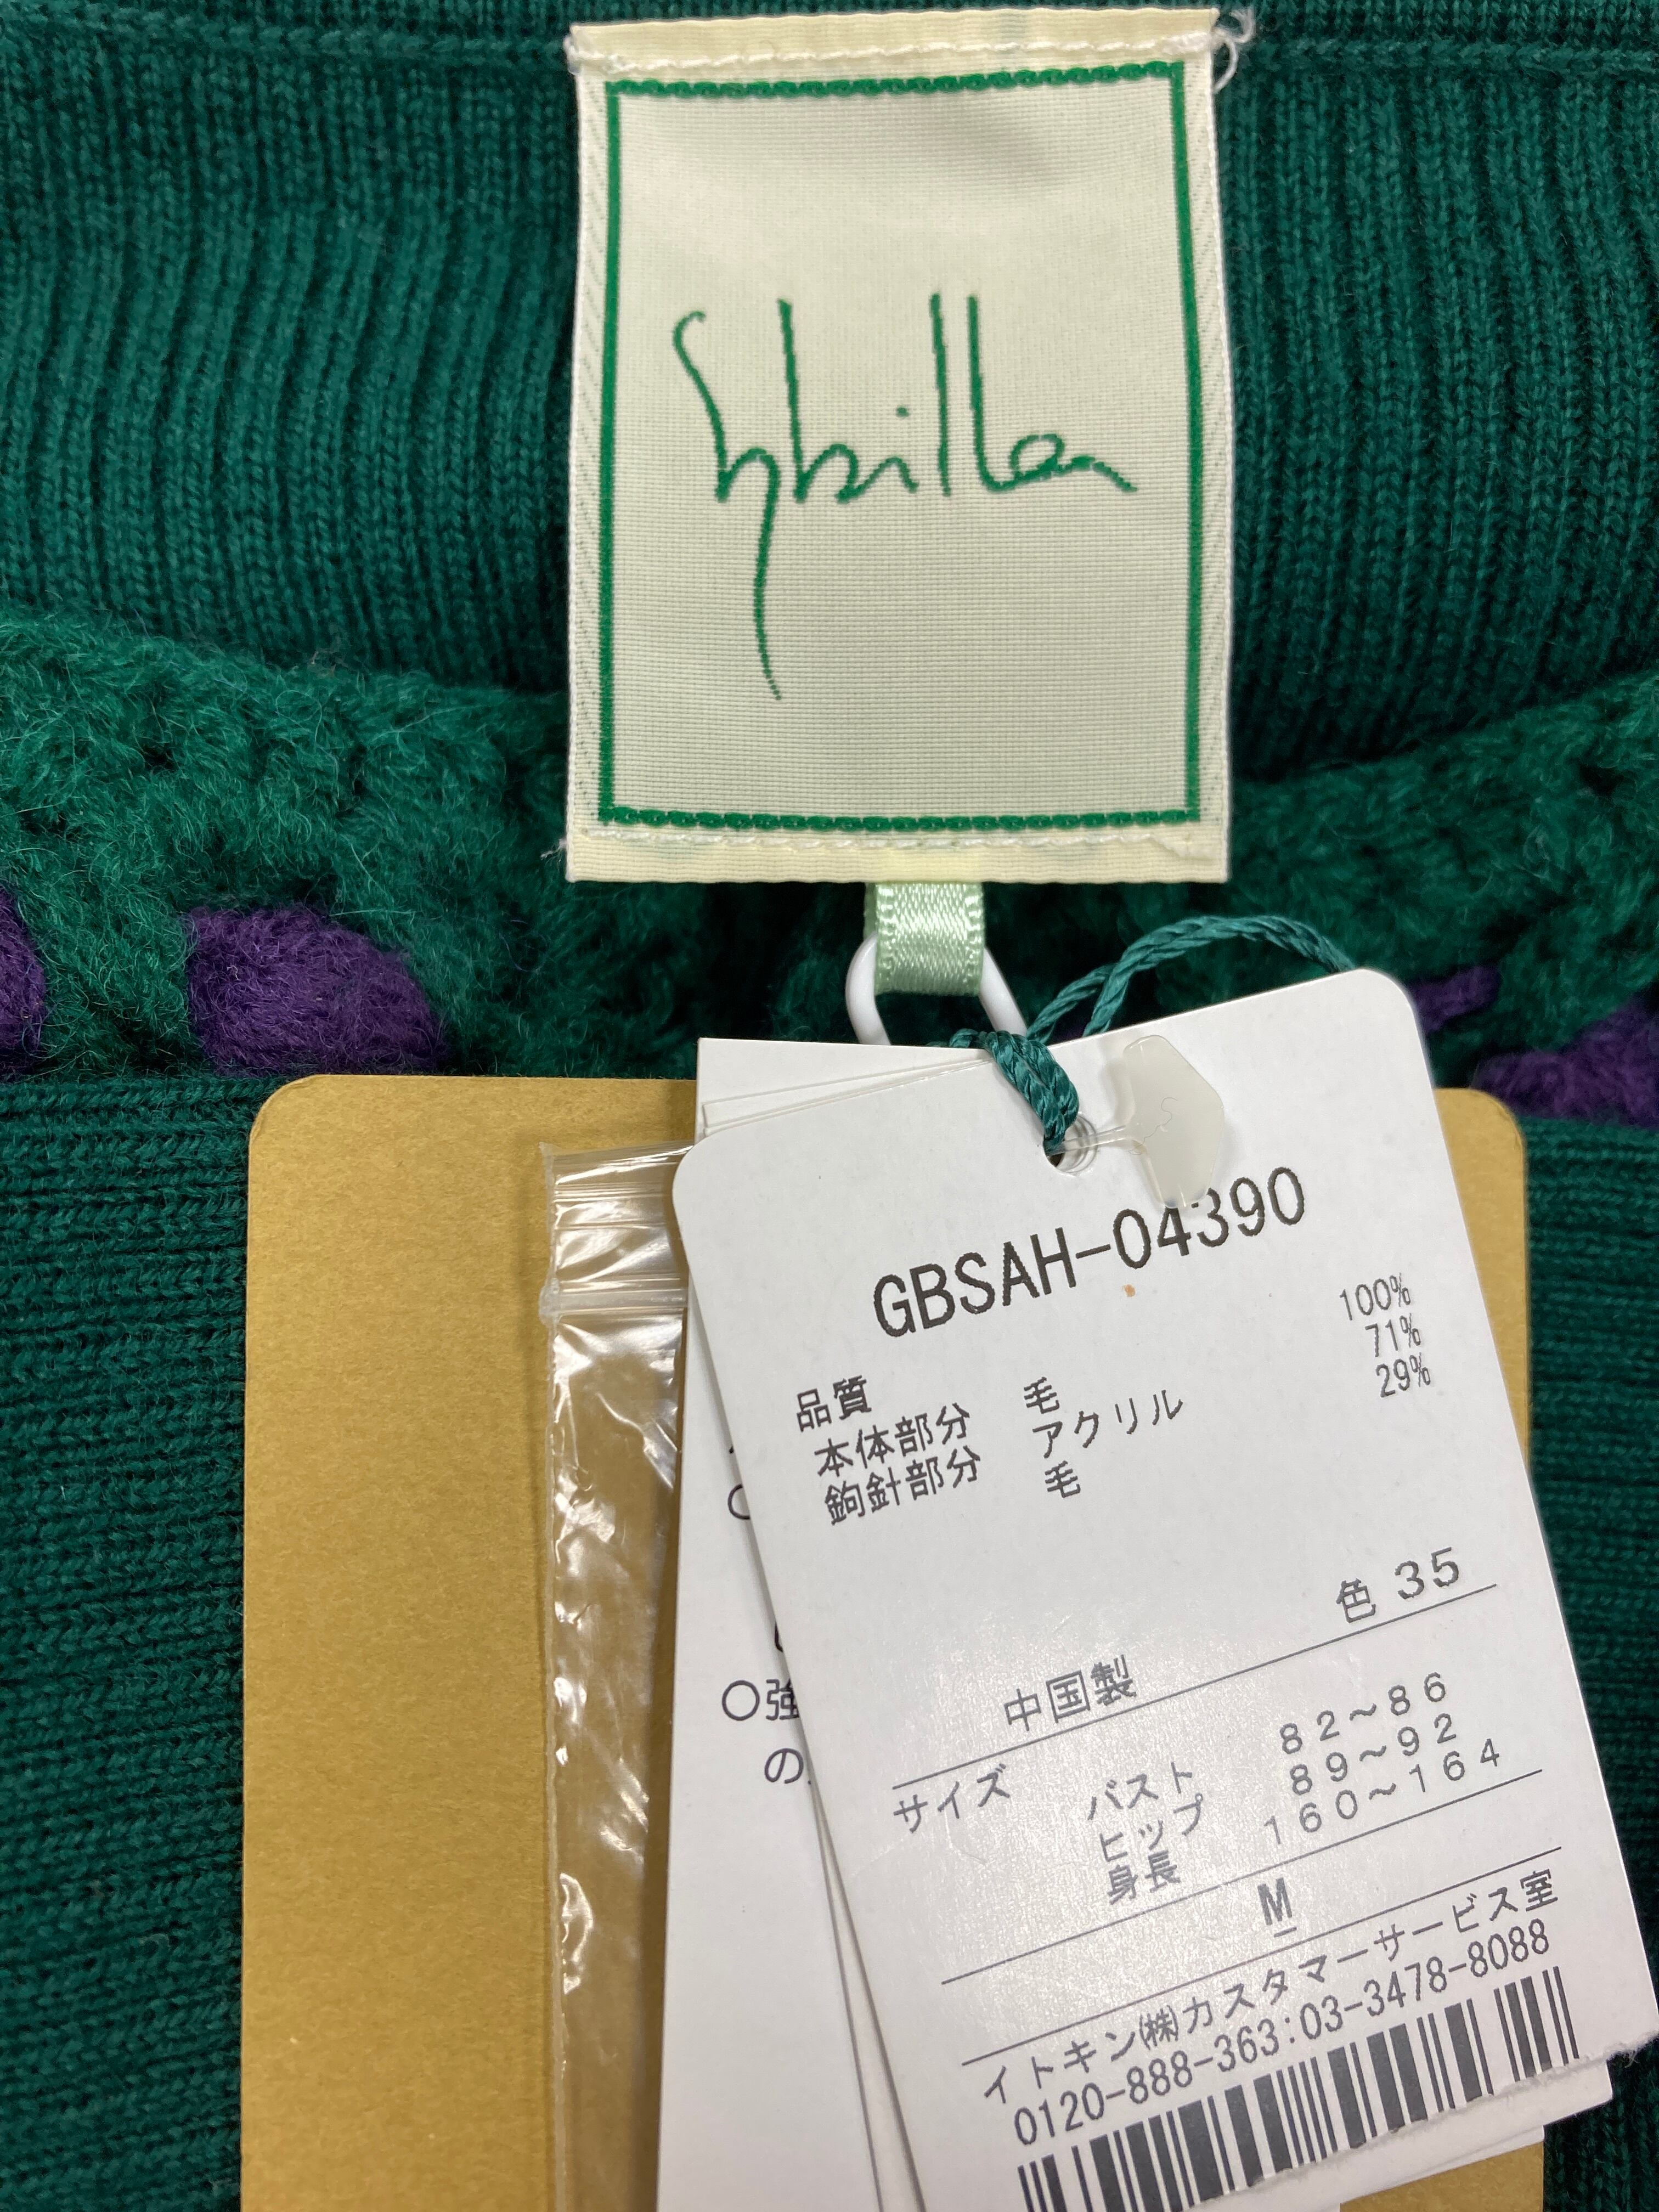 Sybilla
GBSAH-04390
品質
本体部分 毛 100%
鉤針部分 アクリル 71%
毛 29%
色 35
中国製
サイズ バスト 82~86
ヒップ 89~92
身長 160~164
M
イトキン㈱カスタマーサービス室
0120-888-363:03-3478-8088
○強
の